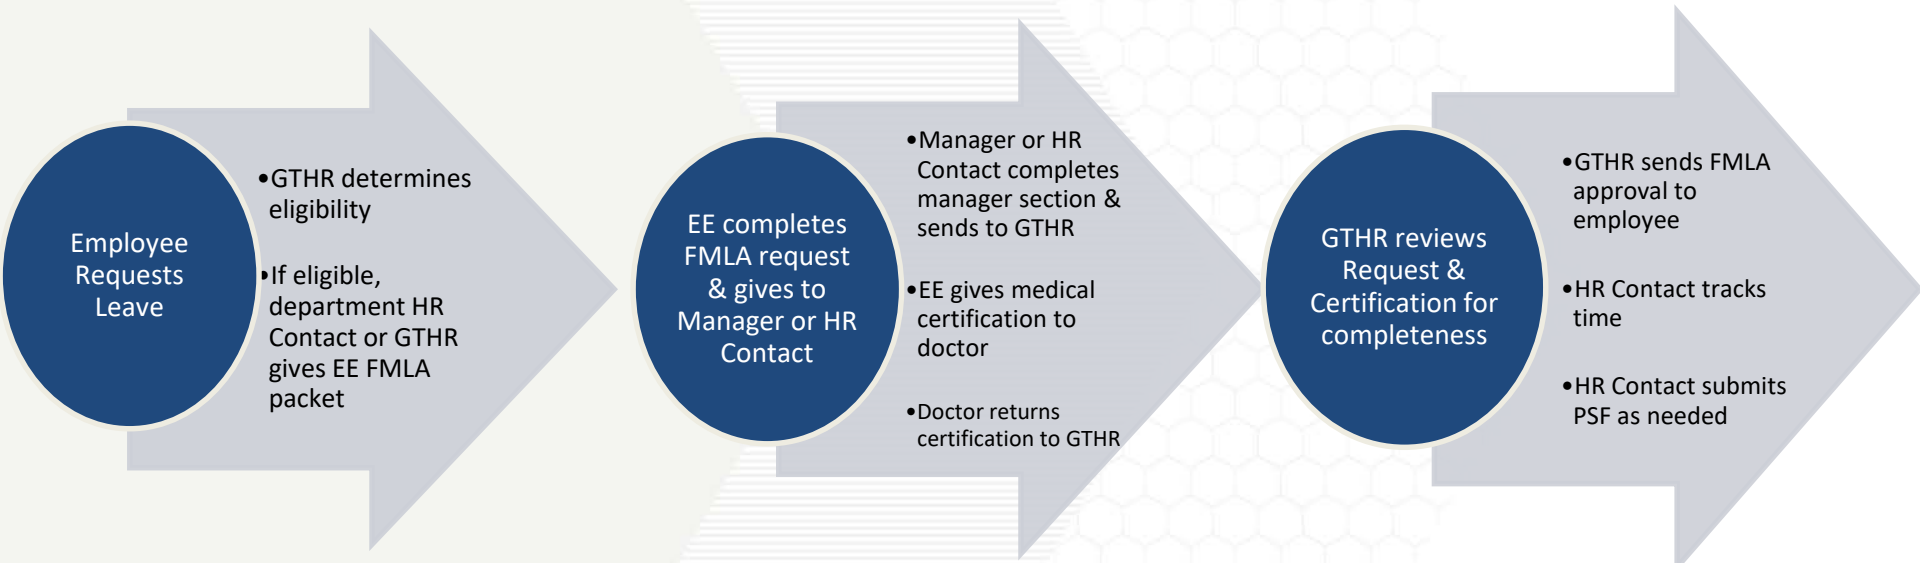 Employee
Requests
Leave
•GTHR determines
eligibility
•If eligible,
department HR
Contact or GTHR
gives EE FMLA
packet
EE completes
FMLA request
& gives to
Manager or HR
Contact
•Manager or HR
Contact completes
manager section &
sends to GTHR
•EE gives medical
certification to
doctor
•Doctor returns
certification to GTHR
GTHR reviews
Request &
Certification for
completeness
•GTHR sends FMLA
approval to
employee
•HR Contact tracks
time
•HR Contact submits
PSF as needed